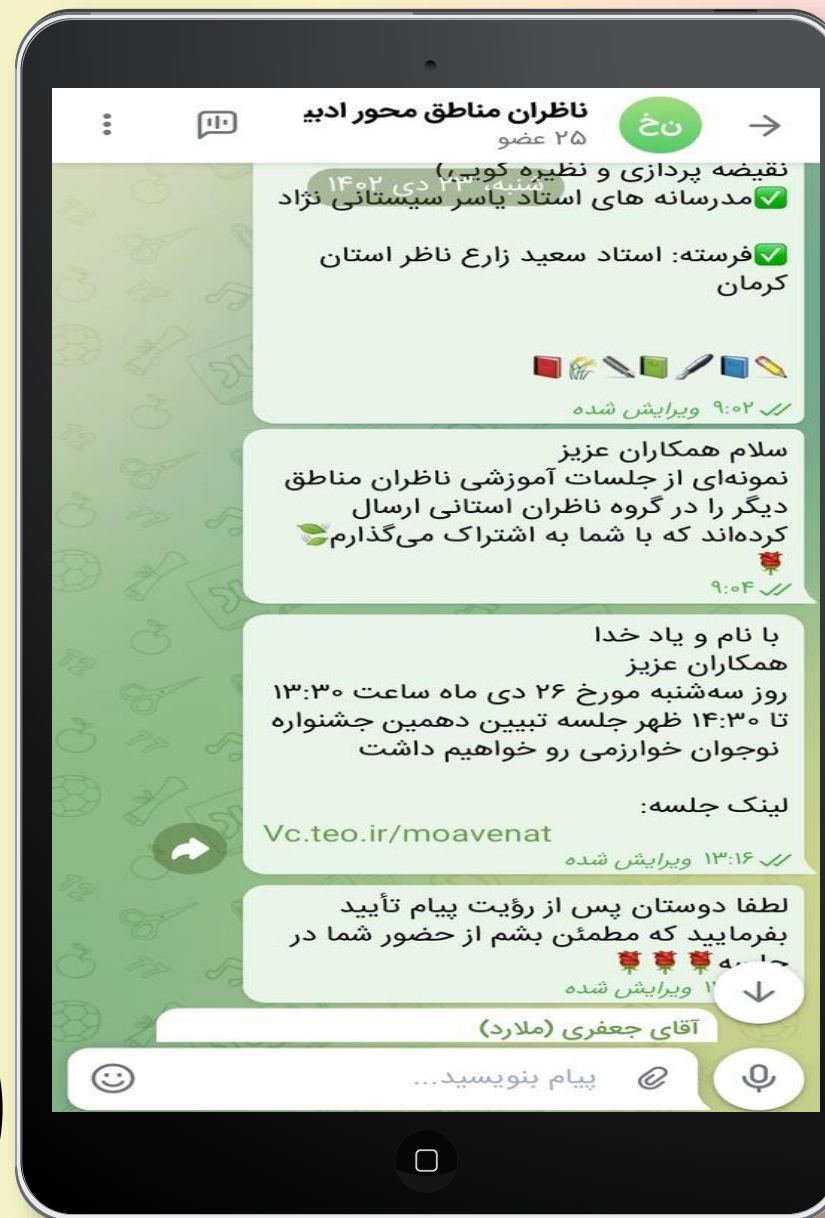 ناظران مناطق محور ادبی
۲۵ عضو
نخ
شنبه، ۲۳ دی ۱۴۰۲
نقیضه پردازی و نظیره گویی)
✅مدرسانه های استاد یاسر سیستانی نژاد
✅فرسته: استاد سعید زارع ناظر استان
کرمان
۹:۰۲ ویرایش شده
سلام همکاران عزیز
نمونه‌ای از جلسات آموزشی ناظران مناطق
دیگر را در گروه ناظران استانی ارسال
کرده‌اند که با شما به اشتراک می‌گذارم
۹:۰۴
با نام و یاد خدا
همکاران عزیز
روز سه‌شنبه مورخ ۲۶ دی ماه ساعت ۱۳:۳۰
تا ۱۴:۳۰ ظهر جلسه تبیین دهمین جشنواره
نوجوان خوارزمی رو خواهیم داشت
لینک جلسه:
Vc.teo.ir/moavenat
۱۳:۱۶ ویرایش شده
لطفا دوستان پس از رؤیت پیام تأیید
بفرمایید که مطمئن بشم از حضور شما در
ویرایش شده
آقای جعفری (ملارد)
پیام بنویسید...